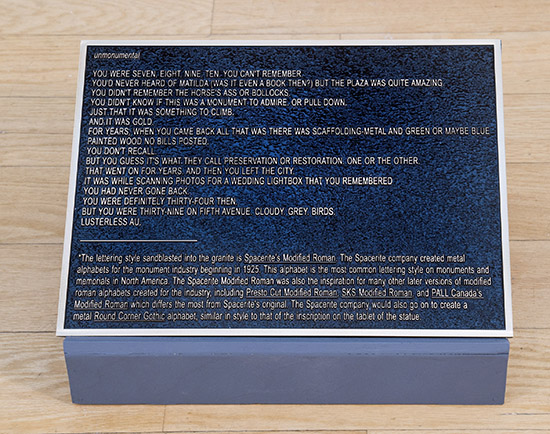 unmonumental
YOU WERE SEVEN, EIGHT, NINE, TEN. YOU CAN'T REMEMBER.
YOU'D NEVER HEARD OF MATILDA (WAS IT EVEN A BOOK THEN?) BUT THE PLAZA WAS QUITE AMAZING.
YOU DIDN'T REMEMBER THE HORSE'S ASS OR BOLLOCKS.
YOU DIDN'T KNOW IF THIS WAS A MONUMENT TO ADMIRE, OR PULL DOWN,
JUST THAT IT WAS SOMETHING TO CLIMB.
AND IT WAS GOLD.
FOR YEARS, WHEN YOU CAME BACK ALL THAT WAS THERE WAS SCAFFOLDING-METAL AND GREEN OR MAYBE BLUE
PAINTED WOOD NO BILLS POSTED.
YOU DON'T RECALL.
BUT YOU GUESS IT'S WHAT THEY CALL PRESERVATION OR RESTORATION. ONE OR THE OTHER.
THAT WENT ON FOR YEARS, AND THEN YOU LEFT THE CITY.
IT WAS WHILE SCANNING PHOTOS FOR A WEDDING LIGHTBOX THAT YOU REMEMBERED
YOU HAD NEVER GONE BACK.
YOU WERE DEFINITELY THIRTY-FOUR THEN.
BUT YOU WERE THIRTY-NINE ON FIFTH AVENUE. CLOUDY. GREY. BIRDS.
LUSTERLESS AU.
*The lettering style sandblasted into the granite is Spacerite's Modified Roman. The Spacerite company created metal
alphabets for the monument industry beginning in 1925. This alphabet is the most common lettering style on monuments and
memorials in North America. The Spacerite Modified Roman was also the inspiration for many other later versions of modified
roman alphabets created for the industry, including Presto Cut Modified Roman, SKS Modified Roman, and PALL Canada's
Modified Roman which differs the most from Spacerite's original. The Spacerite company would also go on to create a
metal Round Corner Gothic alphabet, similar in style to that of the inscription on the tablet of the statue.